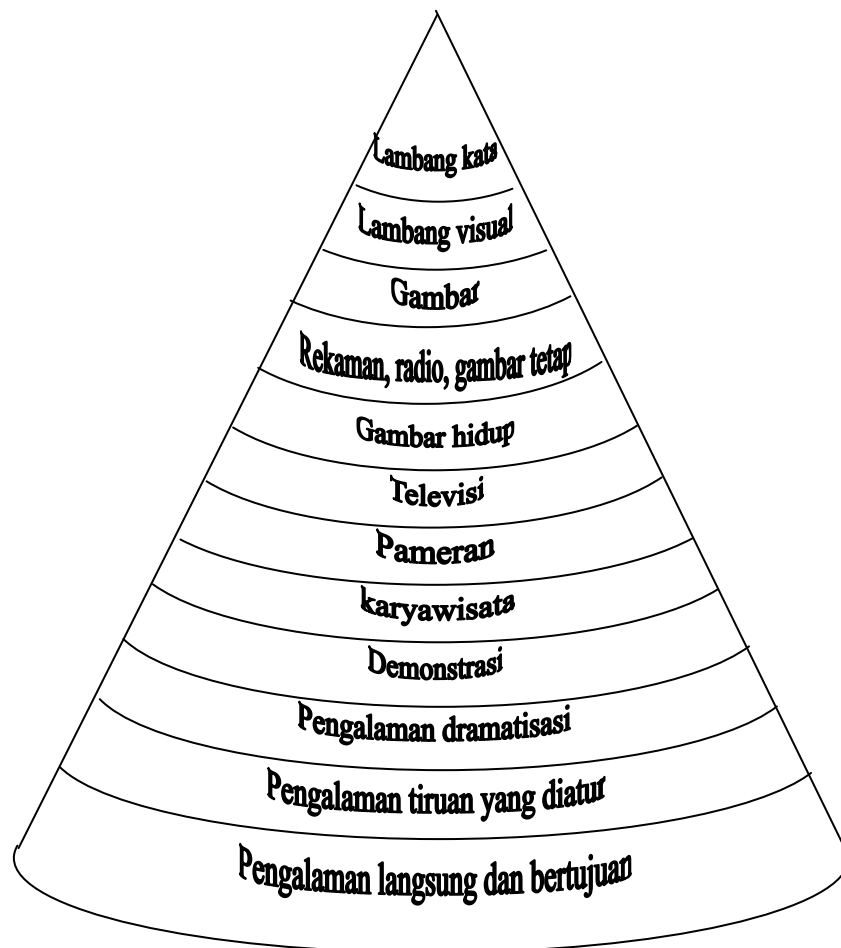 Lambang kata
Lambang visual
Gambar
Rekaman, radio, gambar tetap
Gambar hidup
Televisi
Pameran
karyawisata
Demonstrasi
Pengalaman dramatisasi
Pengalaman tiruan yang diatur
Pengalaman langsung dan bertujuan